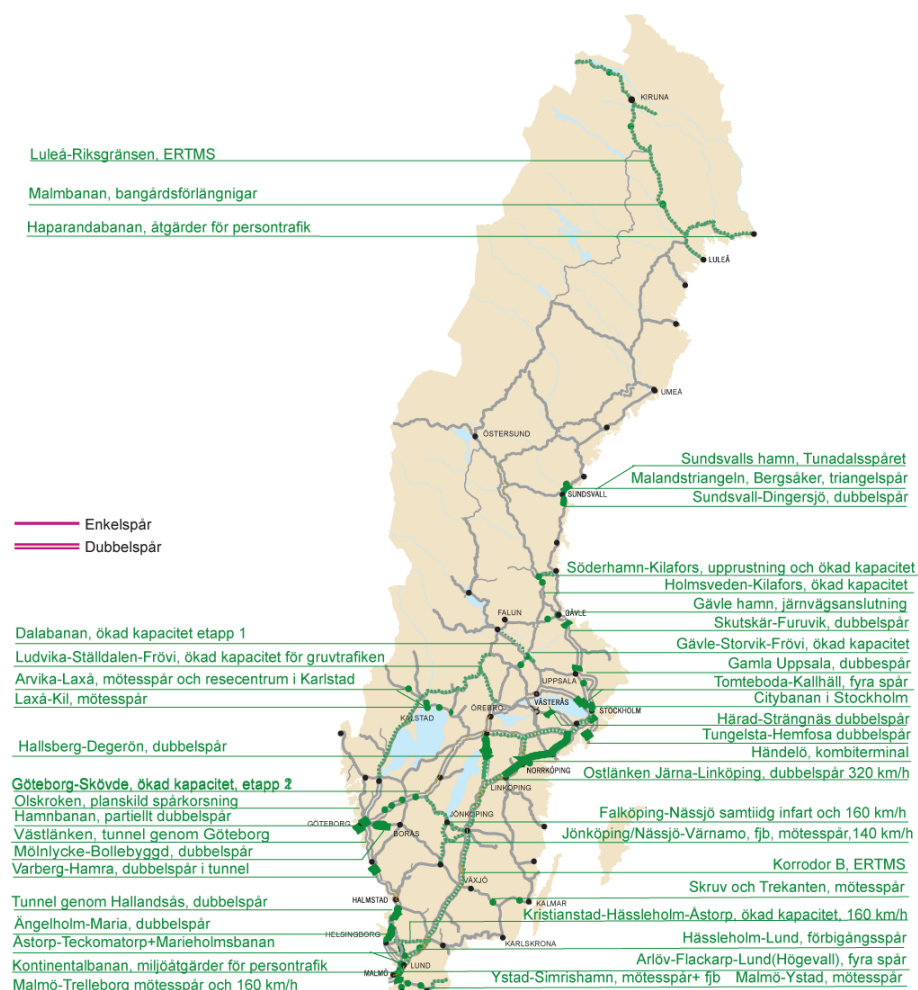 KIRUNA
Luleå-Riksgränsen, ERTMS
Malmbanan, bangårdsförlängnigar
Haparandabanan, åtgärder för persontrafik
LULEÅ
UMEÅ
ÖSTERSUND
Sundsvalls hamn, Tunadalsspåret
Malandstriangeln, Bergsåker, triangelspår
SUNDSVALL
Sundsvall-Dingersjö, dubbelspår
Enkelspår
Dubbelspår
Söderhamn-Kilafors, upprustning och ökad kapacitet
Holmsveden-Kilafors, ökad kapacitet
Gävle hamn, järnvägsanslutning
FALUN
GÄVLE
Skutskär-Furuvik, dubbelspår
Dalabanan, ökad kapacitet etapp 1
Gävle-Storvik-Frövi, ökad kapacitet
Ludvika-Ställdalen-Frövi, ökad kapacitet för gruvtrafiken
Gamla Uppsala, dubbespår
Arvika-Laxå, mötesspår och resecentrum i Karlstad
UPPSALA
Tomteboda-Kallhäll, fyra spår
Laxå-Kil, mötesspår
VÄSTERÅS
Citybanan i Stockholm
ÖREBRO
STOCKHOLM
KALSTAD
Härad-Strängnäs dubbelspår
Tungelsta-Hemfosa dubbelspår
Hallsberg-Degerön, dubbelspår
Händelö, kombiterminal
NORRKÖPING
Ostlänken Järna-Linköping, dubbelspår 320 km/h
LINKÖPING
Göteborg-Skövde, ökad kapacitet, etapp
Olskroken, planskild spårkorsning
Hamnbanan, partiellt dubbelspår
Falköping-Nässjö samtiidg infart och 160 km/h
JÖNKÖPING
GÖTEBORG
BORÅS
Västlänken, tunnel genom Göteborg
Jönköping/Nässjö-Värnamo, fjb, mötesspår,140 km/h
Mölnlycke-Bollebyggd, dubbelspår
Varberg-Hamra, dubbelspår i tunnel
Korrodor B, ERTMS
VÄXJÖ
Skruv och Trekanten, mötesspår
Tunnel genom Hallandsås, dubbelspår
HALMSTAD
KALMAR
Kristianstad-Hässleholm-Åstorp, ökad kapacitet, 160 km/h
Ängelholm-Maria, dubbelspår
HELSINGBORG
KARLSKRONA
Hässleholm-Lund, förbigångsspår
Åstorp-Teckomatorp+Marieholmsbanan
Arlöv-Flackarp-Lund(Högevall), fyra spår
Kontinentalbanan, miljöåtgärder för persontrafik
LUND
MALMÖ
Ystad-Simrishamn, mötesspår+ fjb
Malmö-Ystad, mötesspår
Malmö-Trelleborg mötesspår och 160 km/h